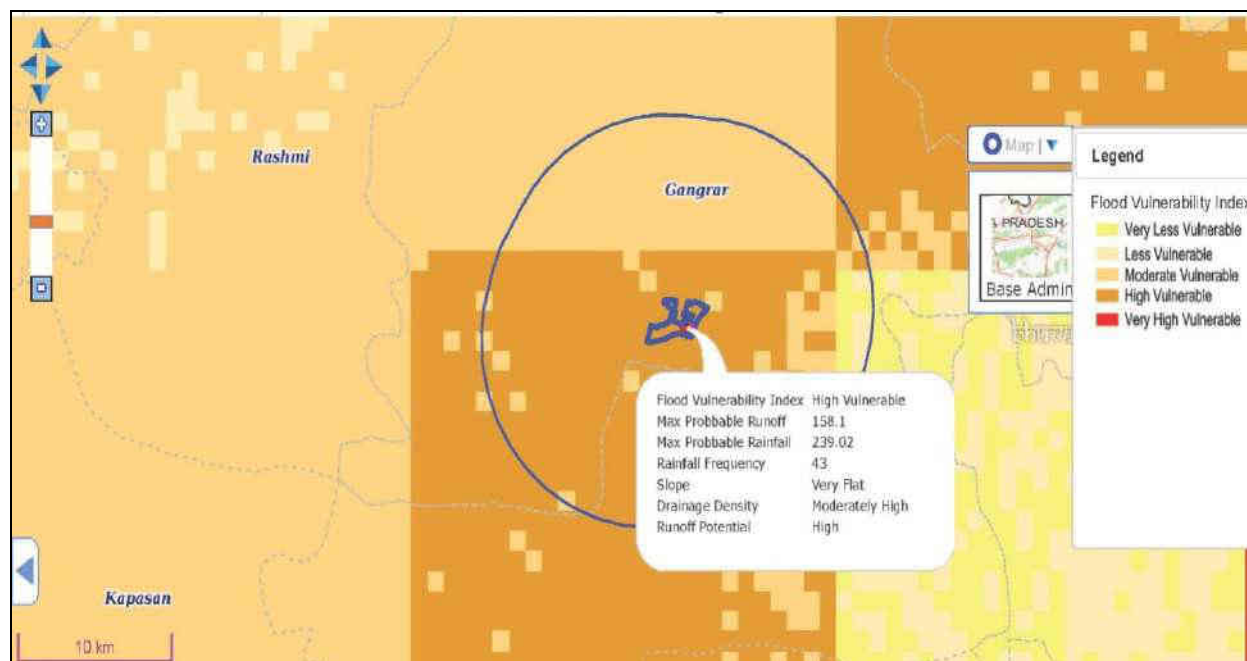 Rashmi
Gangrar
Map |
Legend
Flood Vulnerability Index
PRADESH
Very Less Vulnerable
Less Vulnerable
Moderate Vulnerable
High Vulnerable
Very High Vulnerable
Base Admin
Flood Vulnerability Index High Vulnerable
Max Probbable Runoff 158.1
Max Probbable Rainfall 239.02
Rainfall Frequency 43
Slope Very Flat
Drainage Density Moderately High
Runoff Potential High
Kapasan
10 km